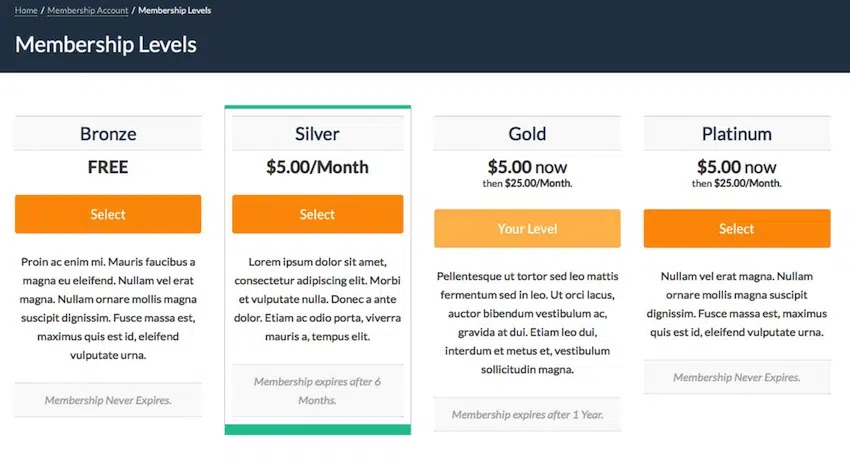 Home / Membership Account / Membership Levels
Membership Levels
Bronze
FREE
Select
Proin ac enim mi. Mauris faucibus a
magna eu eleifend. Nullam vel erat
magna. Nullam ornare mollis magna
suscipit dignissim. Fusce massa est,
maximus quis est id, eleifend
vulputate urna.
Membership Never Expires.
Silver
$5.00/Month
Select
Lorem ipsum dolor sit amet,
consectetur adipiscing elit. Morbi
et vulputate nulla. Donec a ante
dolor. Etiam ac odio porta, viverra
mauris a, tempus elit.
Membership expires after 6
Months.
Gold
$5.00 now
then $25.00/Month.
Your Level
Pellentesque ut tortor sed leo mattis
fermentum sed in leo. Ut orci lacus,
auctor bibendum vestibulum ac,
gravida at dui. Etiam leo dui,
interdum et metus et, vestibulum
sollicitudin magna.
Membership expires after 1 Year.
Platinum
$5.00 now
then $25.00/Month.
Select
Nullam vel erat magna. Nullam
ornare mollis magna suscipit
dignissim. Fusce massa est, maximus
quis est id, eleifend vulputate urna.
Membership Never Expires.